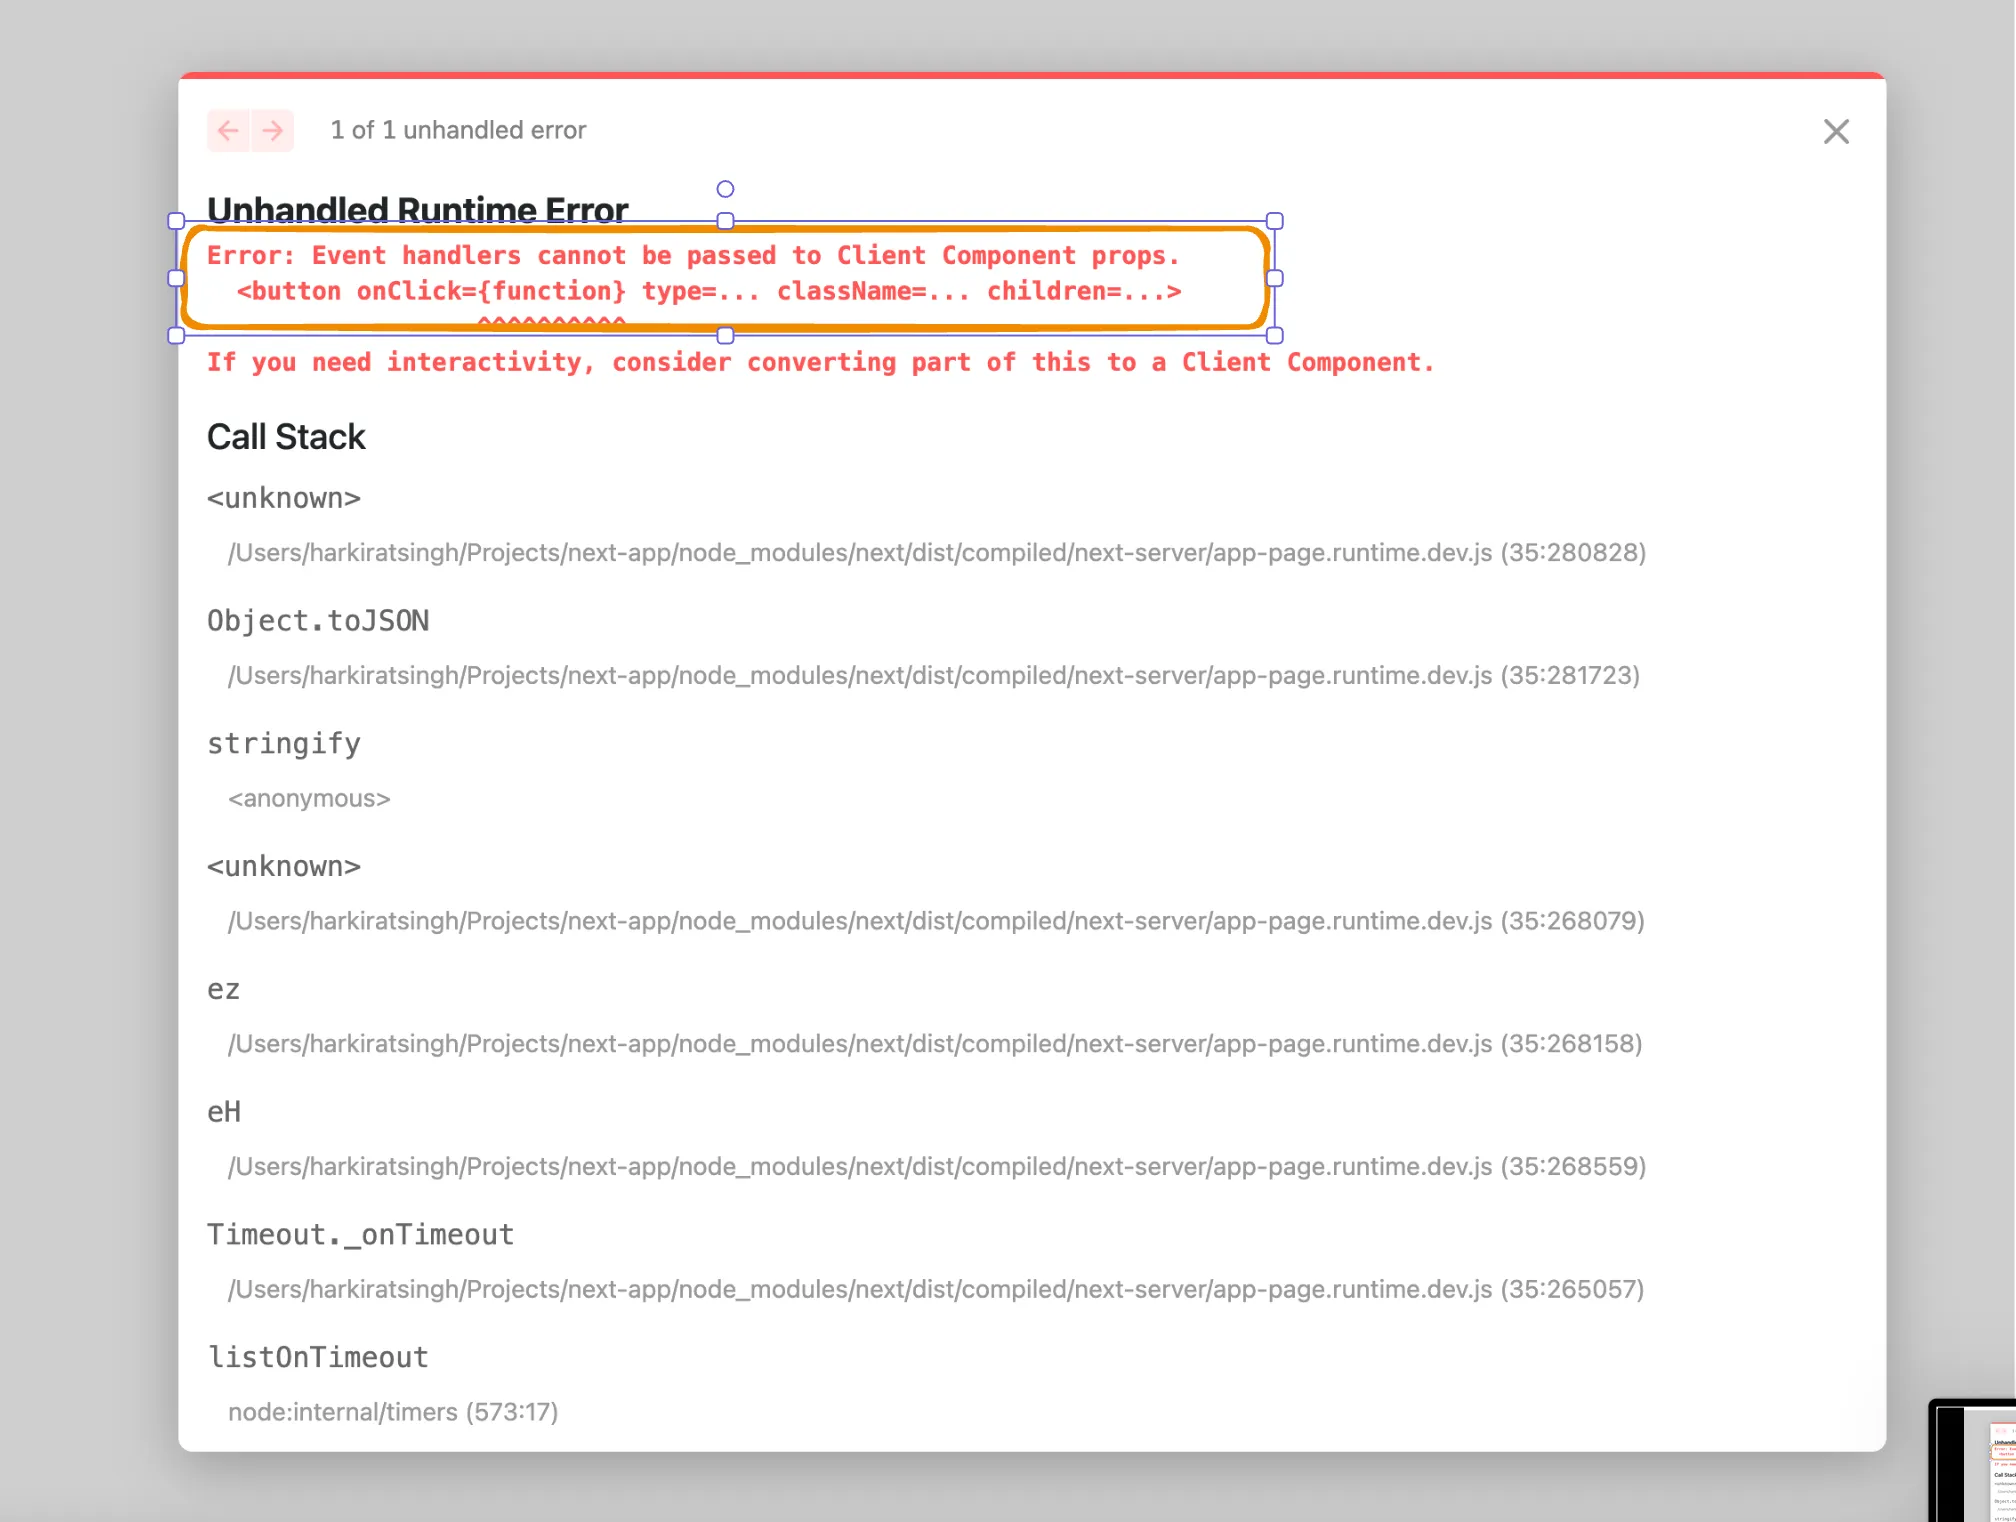 1 of 1 unhandled error
Unhandled Runtime Error
Error: Event handlers cannot be passed to Client Component props.
<button onClick={function} type=... className=... children=...>
^^^^^^^^^^
If you need interactivity, consider converting part of this to a Client Component.
Call Stack
<unknown>
/Users/harkiratsingh/Projects/next-app/node_modules/next/dist/compiled/next-server/app-page.runtime.dev.js (35:280828)
Object.toJSON
/Users/harkiratsingh/Projects/next-app/node_modules/next/dist/compiled/next-server/app-page.runtime.dev.js (35:281723)
stringify
<anonymous>
<unknown>
/Users/harkiratsingh/Projects/next-app/node_modules/next/dist/compiled/next-server/app-page.runtime.dev.js (35:268079)
ez
/Users/harkiratsingh/Projects/next-app/node_modules/next/dist/compiled/next-server/app-page.runtime.dev.js (35:268158)
eH
/Users/harkiratsingh/Projects/next-app/node_modules/next/dist/compiled/next-server/app-page.runtime.dev.js (35:268559)
Timeout._onTimeout
/Users/harkiratsingh/Projects/next-app/node_modules/next/dist/compiled/next-server/app-page.runtime.dev.js (35:265057)
listOnTimeout
node:internal/timers (573:17)